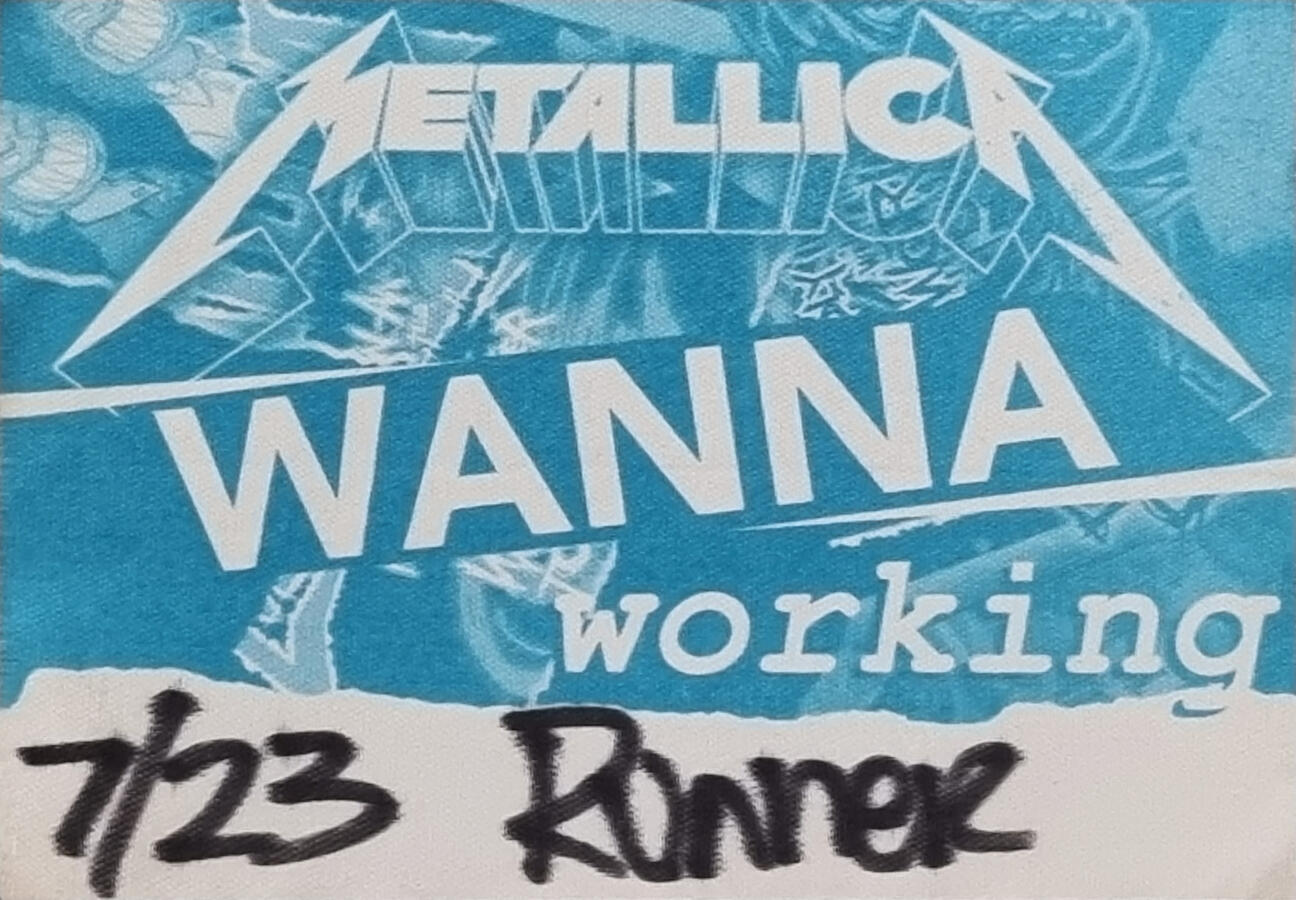 METALLICA
WANNA
working
7/23 Runner